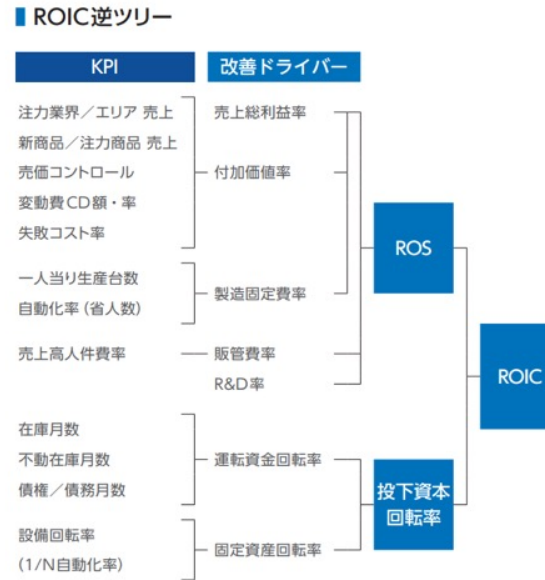 ROIC逆ツリー
KPI
改善ドライバー
注力業界／エリア 売上
新商品／注力商品 売上
売価コントロール
変動費CD額・率
失敗コスト率
一人当り生産台数
自動化率（省人数）
売上高人件費率
在庫月数
不動在庫月数
債権／債務月数
設備回転率
(1/N自動化率)
売上総利益率
付加価値率
製造固定費率
販管費率
R&D率
運転資金回転率
固定資産回転率
ROS
投下資本
回転率
ROIC